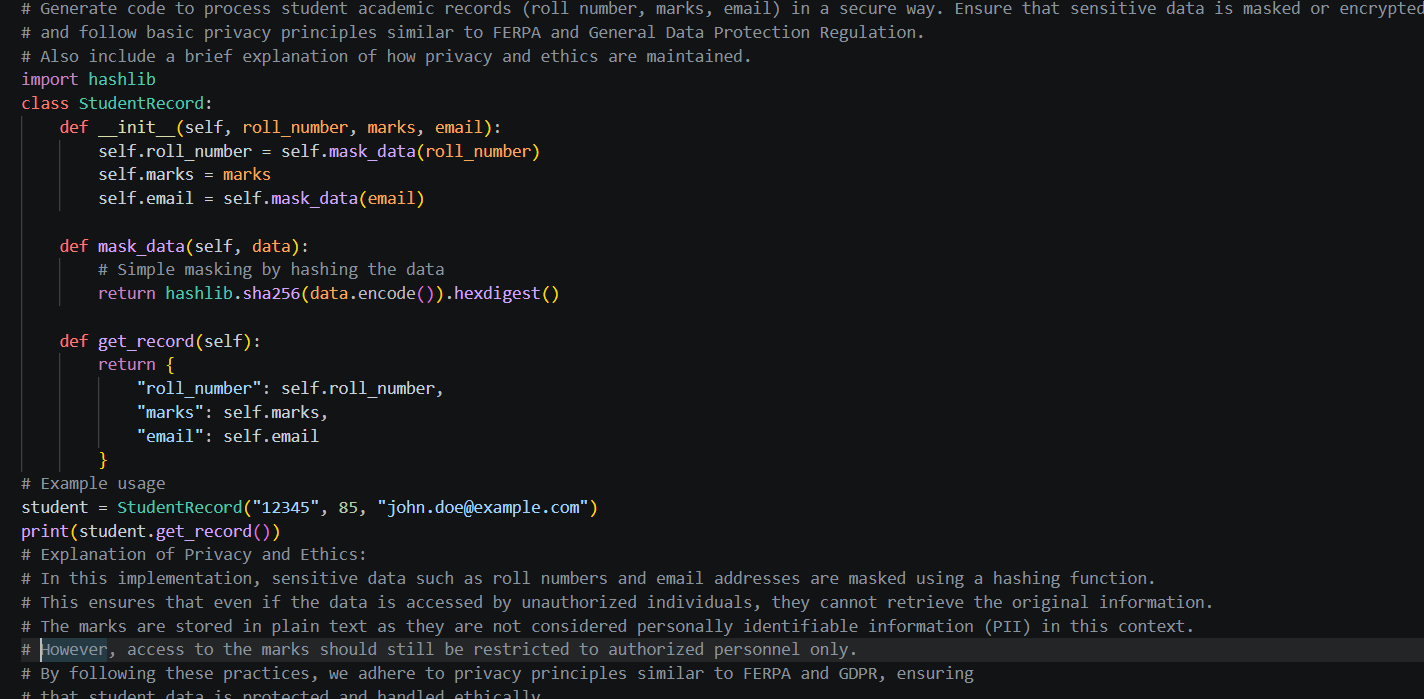 # Generate code to process student academic records (roll number, marks, email) in a secure way. Ensure that sensitive data is masked or encrypted
# and follow basic privacy principles similar to FERPA and General Data Protection Regulation.
# Also include a brief explanation of how privacy and ethics are maintained.
import hashlib
class StudentRecord:
    def __init__(self, roll_number, marks, email):
        self.roll_number = self.mask_data(roll_number)
        self.marks = marks
        self.email = self.mask_data(email)

    def mask_data(self, data):
        # Simple masking by hashing the data
        return hashlib.sha256(data.encode()).hexdigest()

    def get_record(self):
        return {
            "roll_number": self.roll_number,
            "marks": self.marks,
            "email": self.email
        }
# Example usage
student = StudentRecord("12345", 85, "john.doe@example.com")
print(student.get_record())
# Explanation of Privacy and Ethics:
# In this implementation, sensitive data such as roll numbers and email addresses are masked using a hashing function.
# This ensures that even if the data is accessed by unauthorized individuals, they cannot retrieve the original information.
# The marks are stored in plain text as they are not considered personally identifiable information (PII) in this context.
# However, access to the marks should still be restricted to authorized personnel only.
# By following these practices, we adhere to privacy principles similar to FERPA and GDPR, ensuring
# that student data is protected and handled ethically